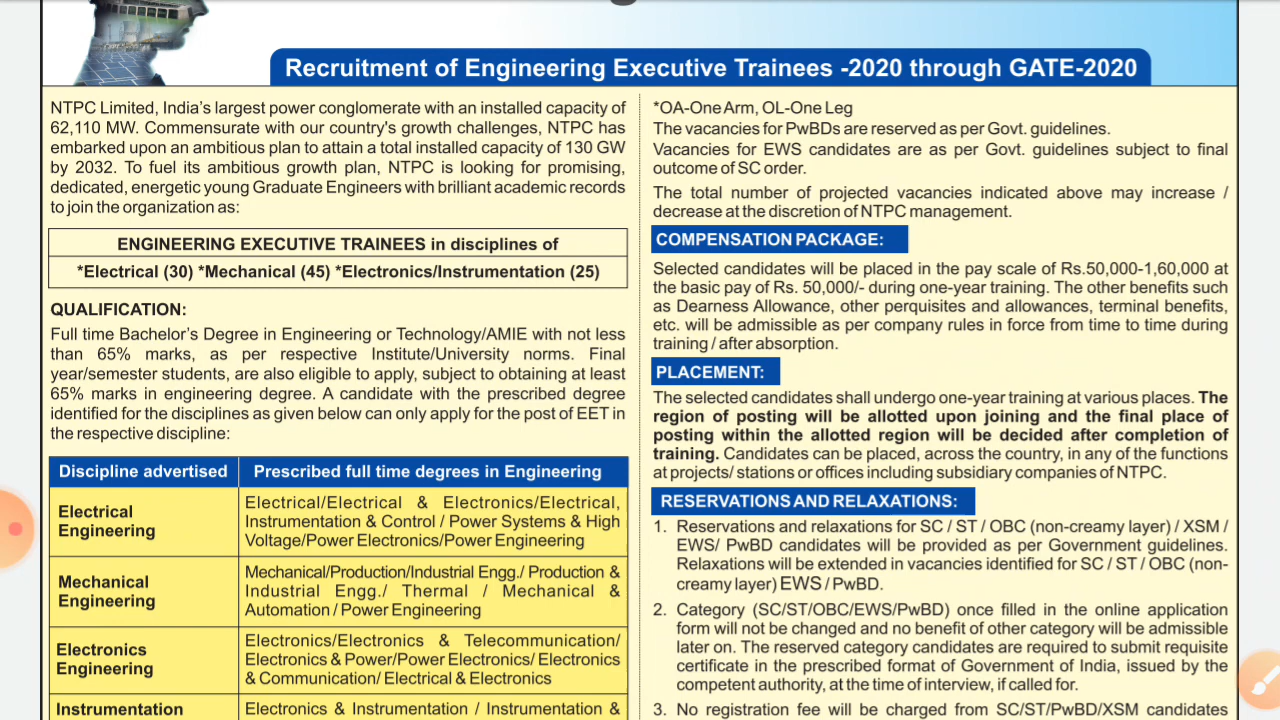 Recruitment of Engineering Executive Trainees -2020 through GATE-2020
NTPC Limited, India's largest power conglomerate with an installed capacity of
62,110 MW. Commensurate with our country's growth challenges, NTPC has
embarked upon an ambitious plan to attain a total installed capacity of 130 GW
by 2032. To fuel its ambitious growth plan, NTPC is looking for promising,
dedicated, energetic young Graduate Engineers with brilliant academic records
to join the organization as:
ENGINEERING EXECUTIVE TRAINEES in disciplines of
*Electrical (30) *Mechanical (45) *Electronics/Instrumentation (25)
QUALIFICATION:
Full time Bachelor's Degree in Engineering or Technology/AMIE with not less
than 65% marks, as per respective Institute/University norms. Final
year/semester students, are also eligible to apply, subject to obtaining at least
65% marks in engineering degree. A candidate with the prescribed degree
identified for the disciplines as given below can only apply for the post of EET in
the respective discipline:
Discipline advertised
Prescribed full time degrees in Engineering
Electrical
Engineering
Electrical/Electrical & Electronics/Electrical,
Instrumentation & Control / Power Systems & High
Voltage/Power Electronics/Power Engineering
Mechanical
Engineering
Mechanical/Production/Industrial Engg./ Production &
Industrial Engg./ Thermal / Mechanical &
Automation / Power Engineering
Electronics
Engineering
Electronics/Electronics & Telecommunication/
Electronics & Power/Power Electronics/ Electronics
& Communication/ Electrical & Electronics
Instrumentation
Electronics & Instrumentation / Instrumentation &
*OA-One Arm, OL-One Leg
The vacancies for PwBDs are reserved as per Govt. guidelines.
Vacancies for EWS candidates are as per Govt. guidelines subject to final
outcome of SC order.
The total number of projected vacancies indicated above may increase /
decrease at the discretion of NTPC management.
COMPENSATION PACKAGE:
Selected candidates will be placed in the pay scale of Rs.50,000-1,60,000 at
the basic pay of Rs. 50,000/- during one-year training. The other benefits such
as Dearness Allowance, other perquisites and allowances, terminal benefits,
etc. will be admissible as per company rules in force from time to time during
training / after absorption.
PLACEMENT:
The selected candidates shall undergo one-year training at various places. The
region of posting will be allotted upon joining and the final place of
posting within the allotted region will be decided after completion of
training. Candidates can be placed, across the country, in any of the functions
at projects/ stations or offices including subsidiary companies of NTPC.
RESERVATIONS AND RELAXATIONS:
1. Reservations and relaxations for SC / ST / OBC (non-creamy layer) / XSM /
EWS/ PwBD candidates will be provided as per Government guidelines.
Relaxations will be extended in vacancies identified for SC / ST / OBC (non-
creamy layer) EWS / PwBD.
2. Category (SC/ST/OBC/EWS/PwBD) once filled in the online application
form will not be changed and no benefit of other category will be admissible
later on. The reserved category candidates are required to submit requisite
certificate in the prescribed format of Government of India, issued by the
competent authority, at the time of interview, if called for.
3. No registration fee will be charged from SC/ST/PwBD/XSM candidates